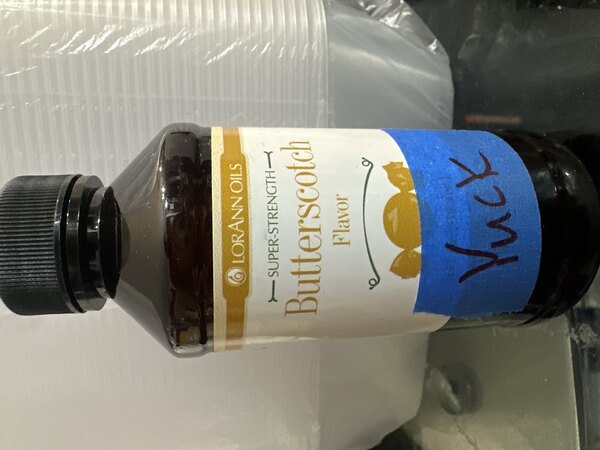 LORANN OILS
SUPER-STRENGTH
Butterscotch
Flavor
Yuck